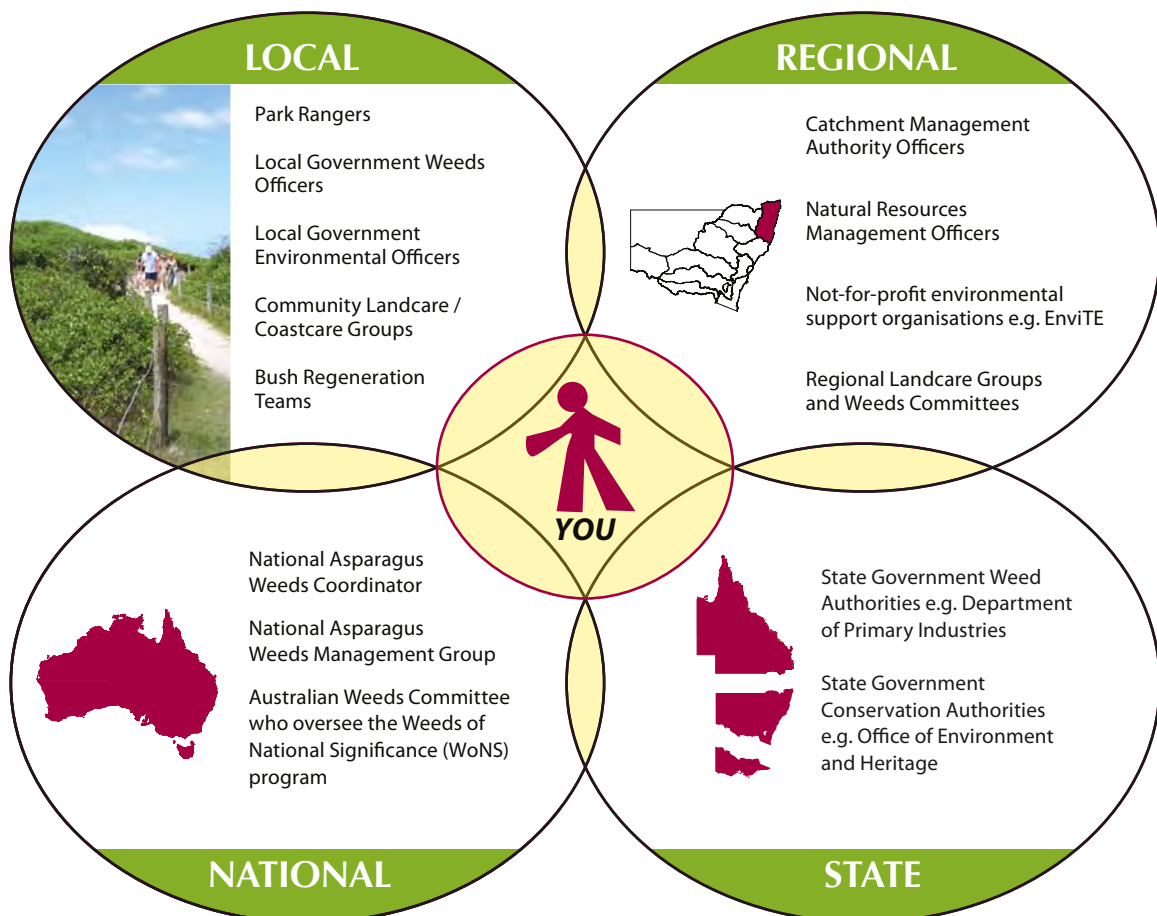 LOCAL
Park Rangers
Local Government Weeds
Officers
Local Government
Environmental Officers
Community Landcare /
Coastcare Groups
Bush Regeneration
Teams
REGIONAL
Catchment Management
Authority Officers
Natural Resources
Management Officers
Not-for-profit environmental
support organisations e.g. EnviTE
Regional Landcare Groups
and Weeds Committees
YOU
National Asparagus
Weeds Coordinator
National Asparagus
Weeds Management Group
Australian Weeds Committee
who oversee the Weeds of
National Significance (WoNS)
program
NATIONAL
State Government Weed
Authorities e.g. Department
of Primary Industries
State Government
Conservation Authorities
e.g. Office of Environment
and Heritage
STATE